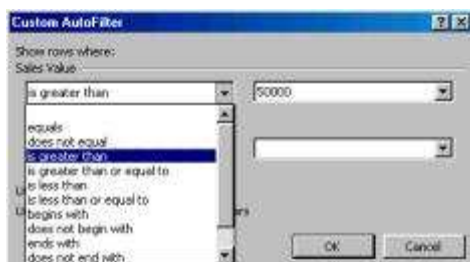 Custom AutoFilter
Show rows where:
Sales Value
is greater than 50000
equals
does not equal
is greater than
is greater than or equal to
is less than
is less than or equal to
begins with
does not begin with
ends with
does not end with
OK Cancel